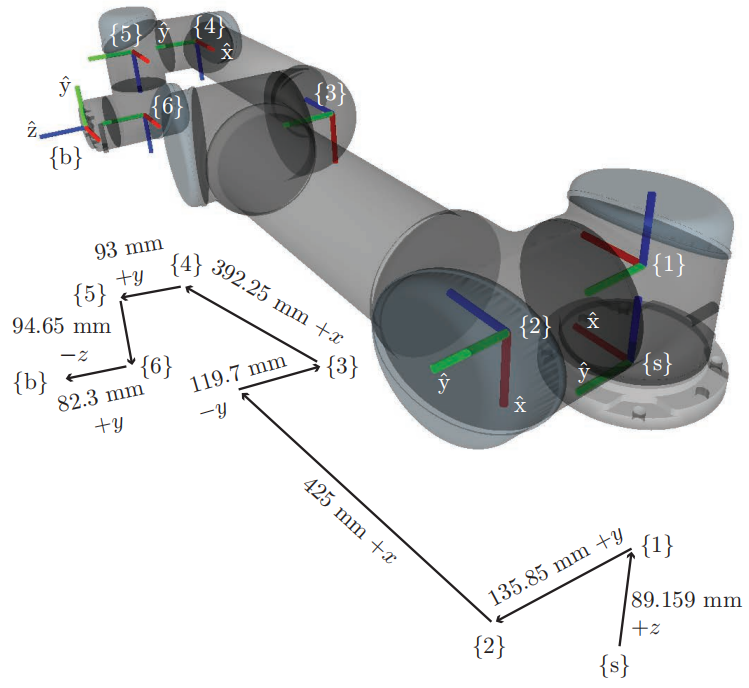 {5}
ŷ
{4}
x̂
ŷ
{3}
{6}
ẑ
{b}
{1}
{2}
x̂
{s}
ŷ
ŷ
x̂
93 mm
+y
{4}
392.25 mm +x
{5}
94.65 mm
−z
{6}
{b}
82.3 mm
+y
119.7 mm
−y
{3}
425 mm +x
135.85 mm +y
{1}
89.159 mm
+z
{2}
{s}